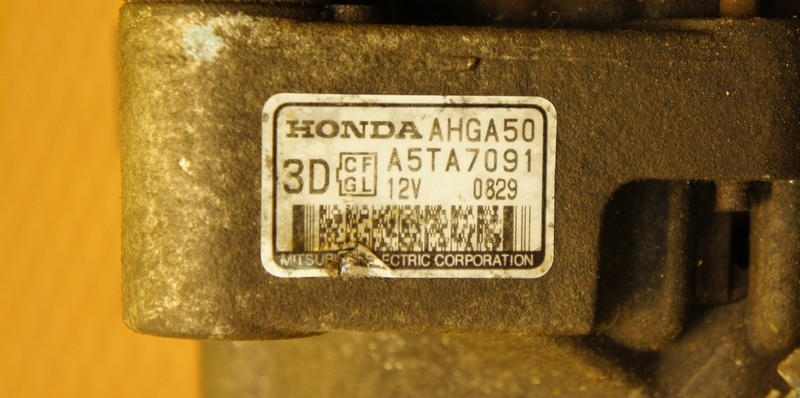 HONDA AHGA50
3D CF GL A5TA7091
12V 0829
ELECTRIC CORPORATION